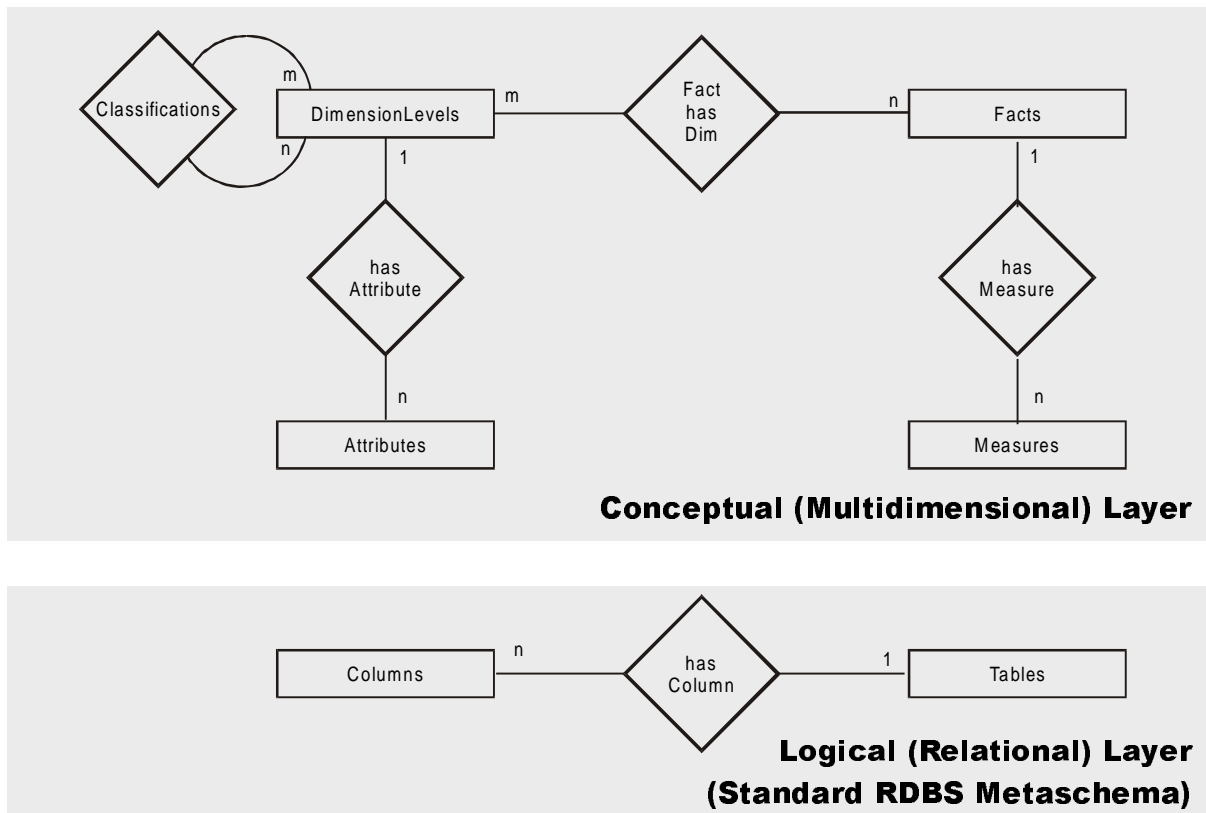 Classifications
m
n
DimensionLevels
m
Fact
has
Dim
n
Facts
1
has
Attribute
n
Attributes
1
has
Measure
n
Measures
Conceptual (Multidimensional) Layer
Columns
n
has
Column
1
Tables
Logical (Relational) Layer
(Standard RDBS Metaschema)